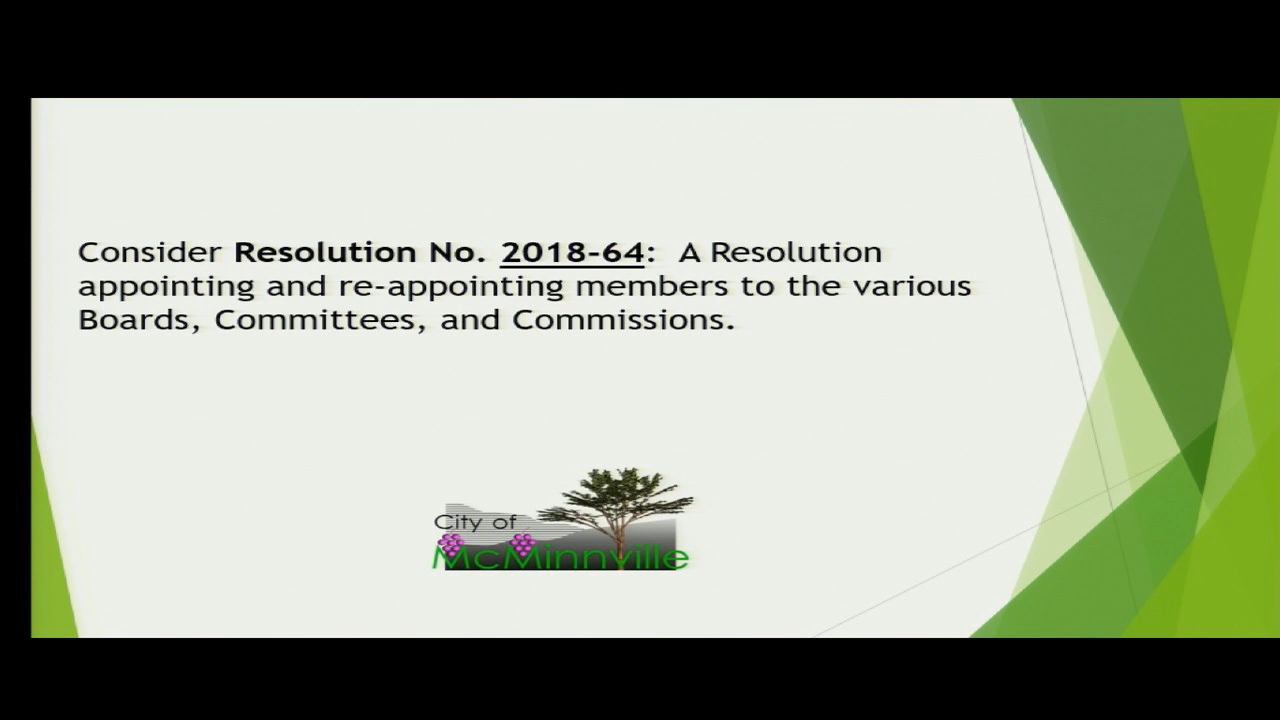 Consider Resolution No. 2018-64:  A Resolution
appointing and re-appointing members to the various
Boards, Committees, and Commissions.
City of
McMinnville